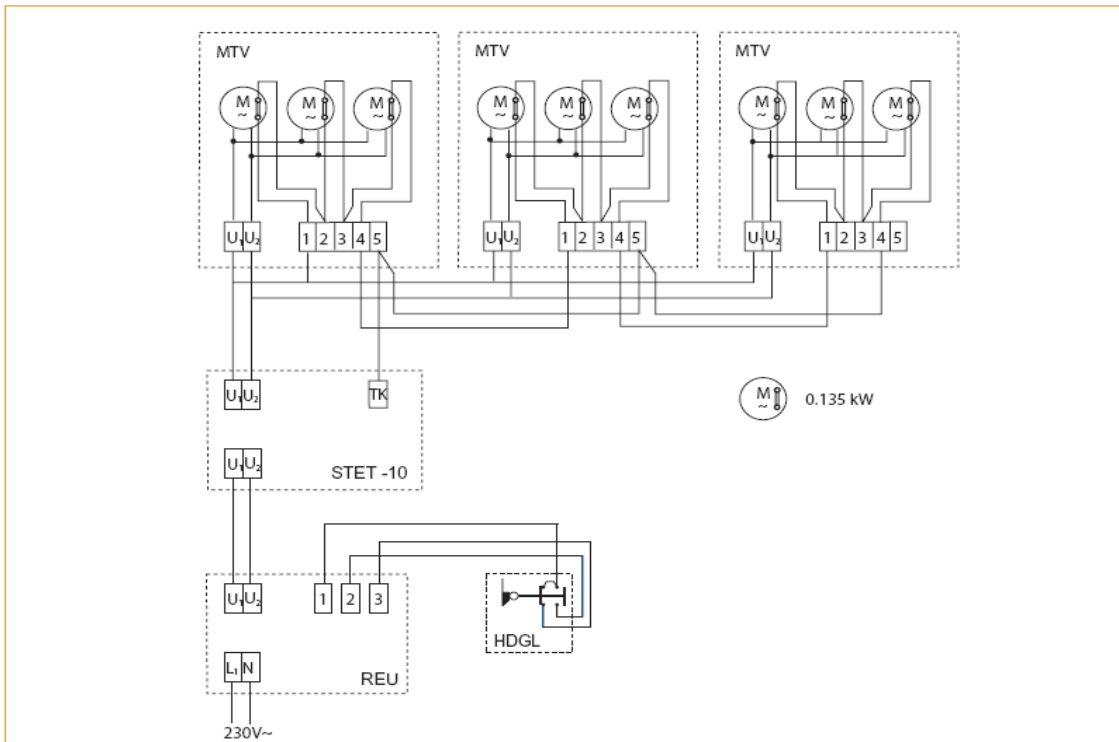 MTV MTV MTV
M ~ M ~ M ~ M ~ M ~ M ~ M ~ M ~ M ~
U₁ U₂ 1 2 3 4 5 U₁ U₂ 1 2 3 4 5 U₁ U₂ 1 2 3 4 5
U₁ U₂ TK
M ~ 0.135 kW
U₁ U₂
STET -10
U₁ U₂ 1 2 3
HDGL
L₁ N
REU
230V~